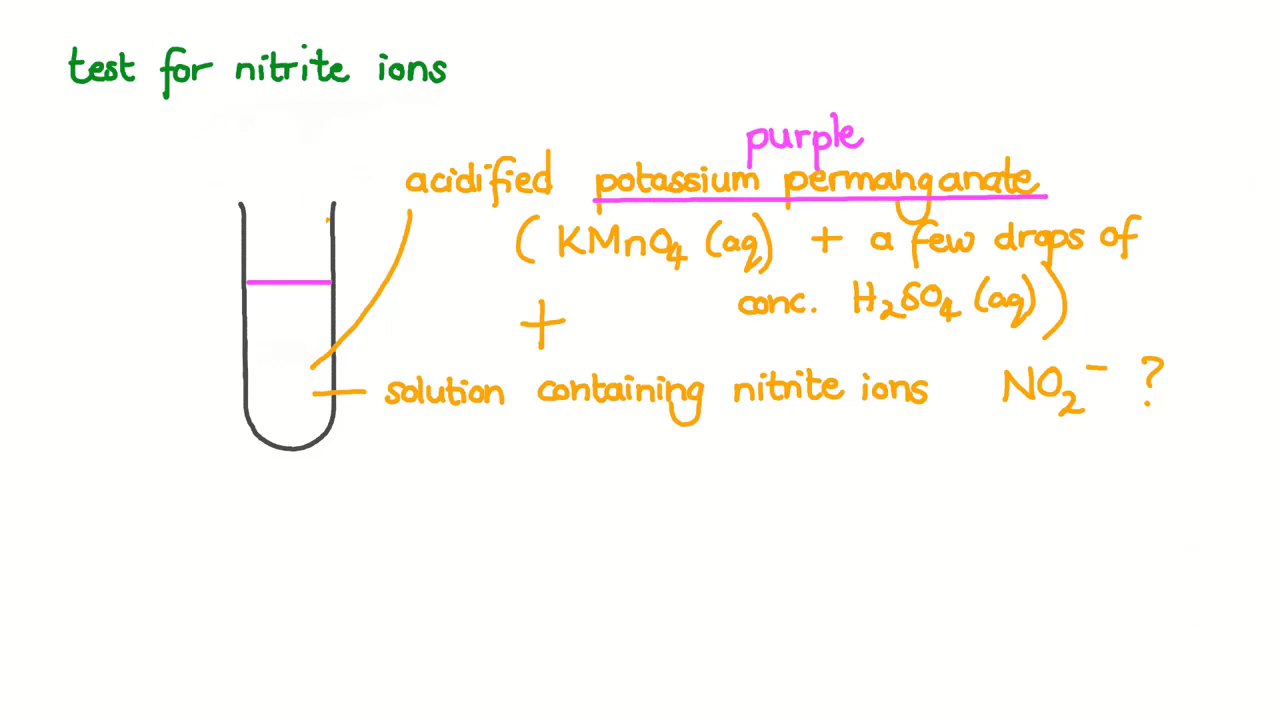 test for nitrite ions
purple
acidified potassium permanganate
(KMnO₄ (aq) + a few drops of
conc. H₂SO₄ (aq))
+
solution containing nitrite ions NO₂⁻ ?